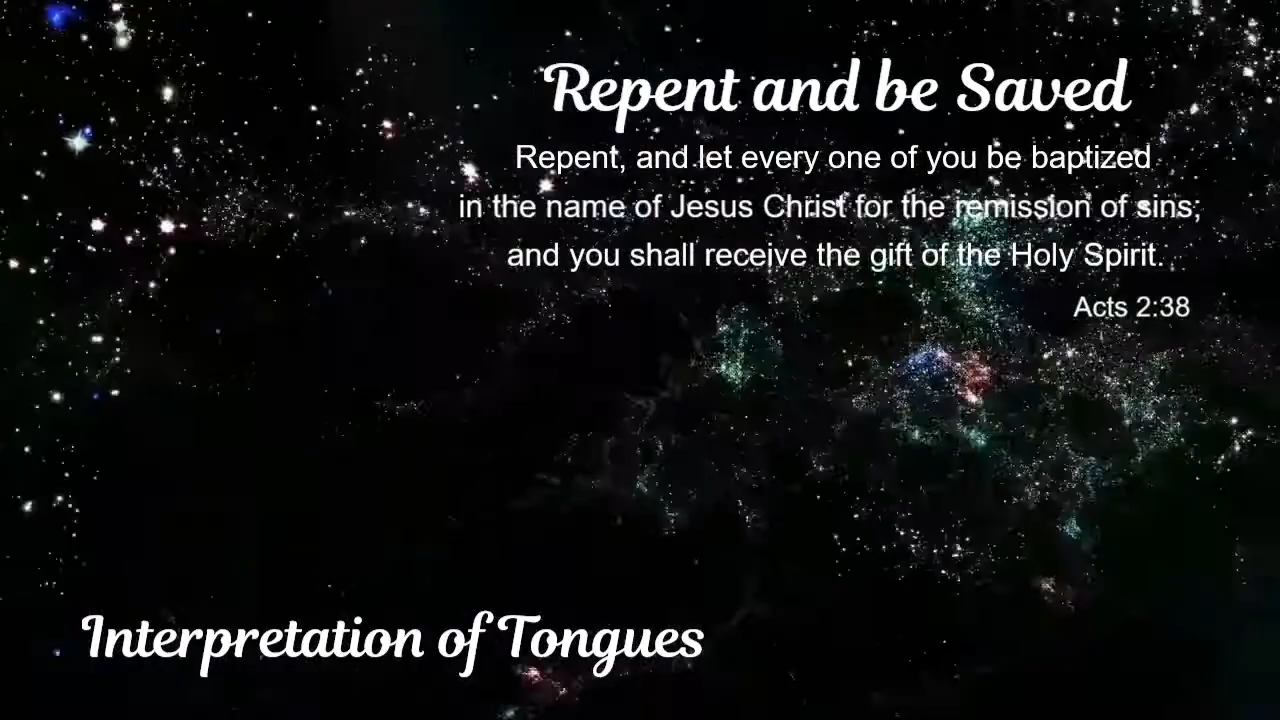 Repent and be Saved
Repent, and let every one of you be baptized
in the name of Jesus Christ for the remission of sins;
and you shall receive the gift of the Holy Spirit.
Acts 2:38
Interpretation of Tongues